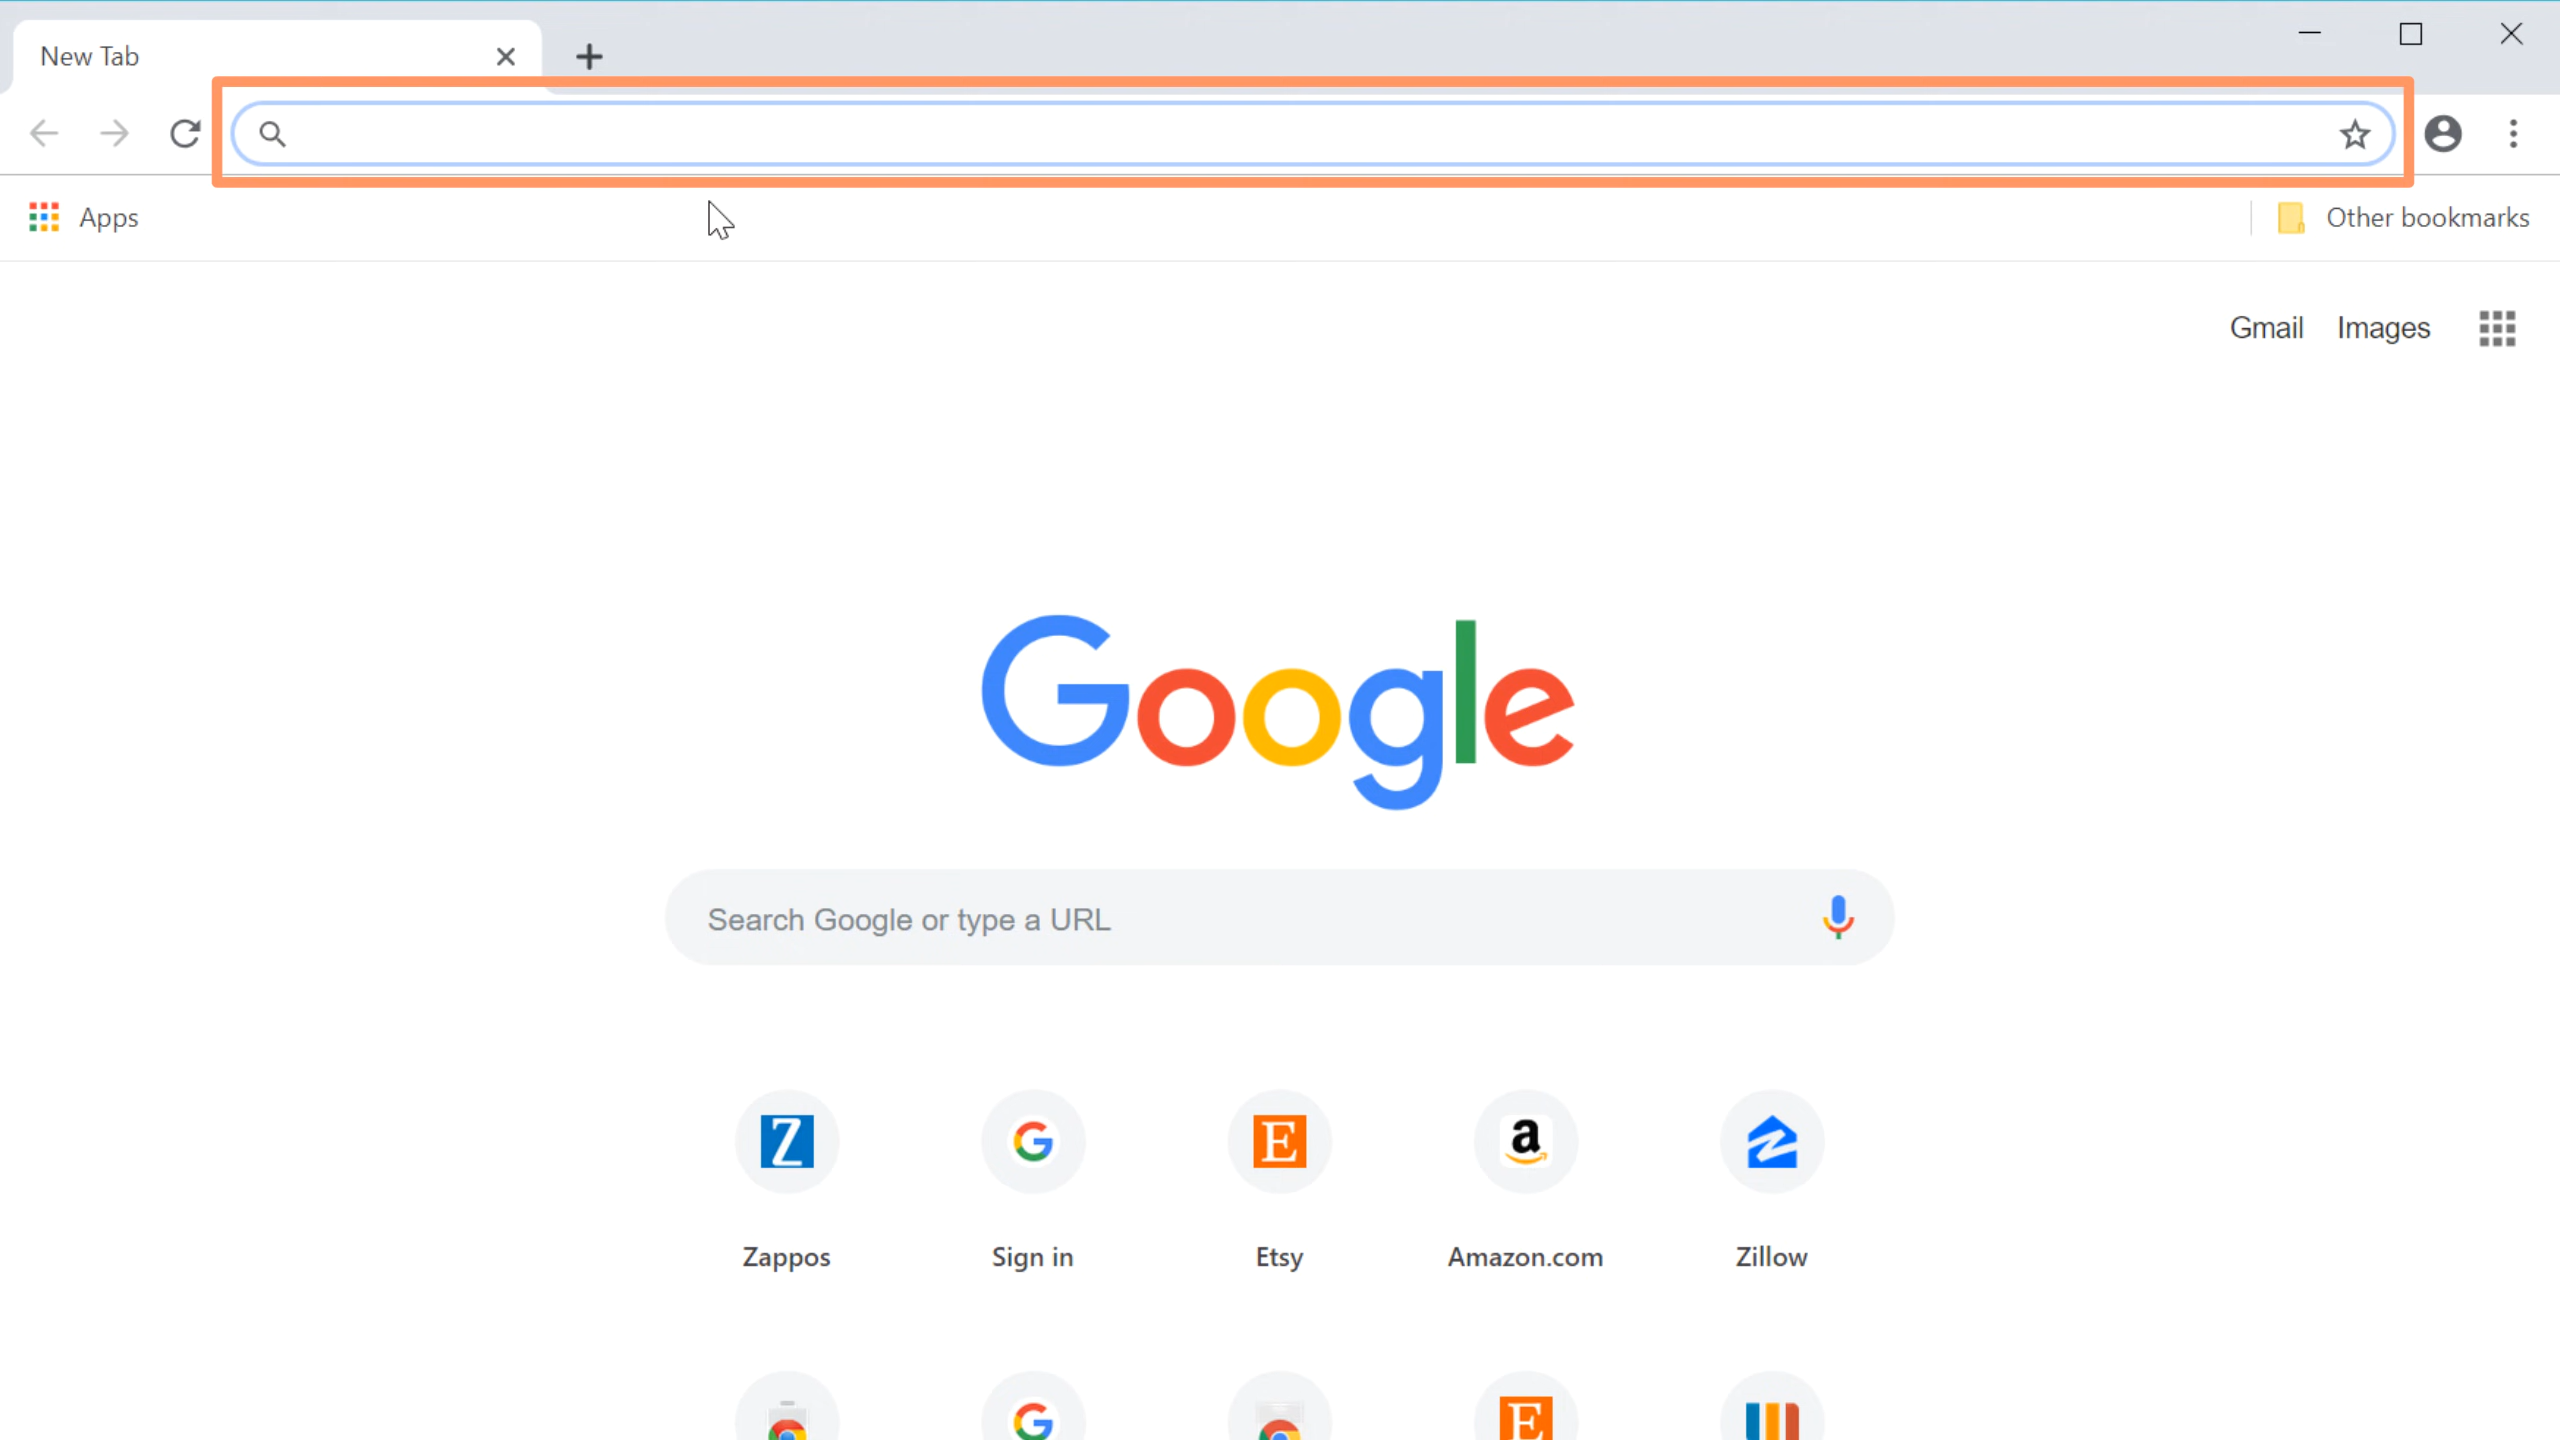 New Tab
Apps
Other bookmarks
Gmail Images
Google
Search Google or type a URL
Z G E a Z
Zappos Sign in Etsy Amazon.com Zillow
G E